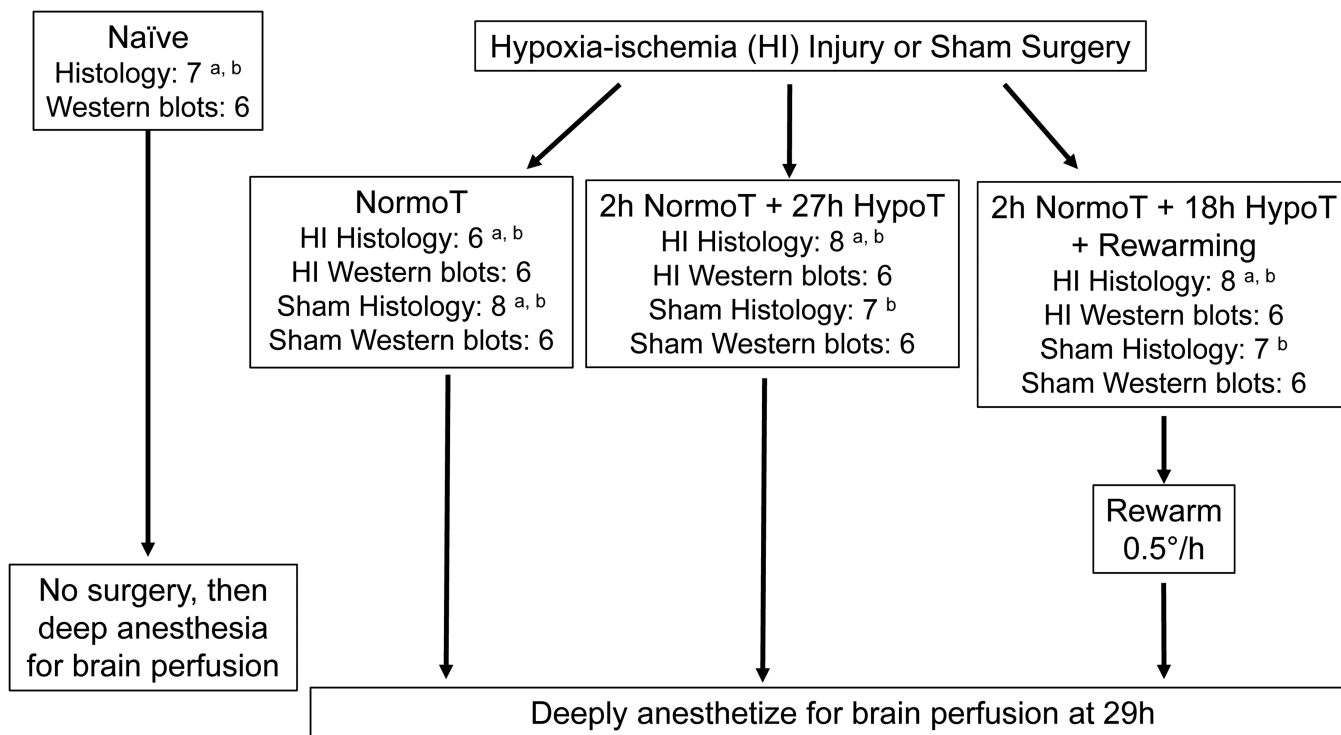 Naïve
Histology: 7 a, b
Western blots: 6
Hypoxia-ischemia (HI) Injury or Sham Surgery
NormoT
HI Histology: 6 a, b
HI Western blots: 6
Sham Histology: 8 a, b
Sham Western blots: 6
2h NormoT + 27h HypoT
HI Histology: 8 a, b
HI Western blots: 6
Sham Histology: 7 b
Sham Western blots: 6
2h NormoT + 18h HypoT
+ Rewarming
HI Histology: 8 a, b
HI Western blots: 6
Sham Histology: 7 b
Sham Western blots: 6
Rewarm
0.5°/h
No surgery, then
deep anesthesia
for brain perfusion
Deeply anesthetize for brain perfusion at 29h